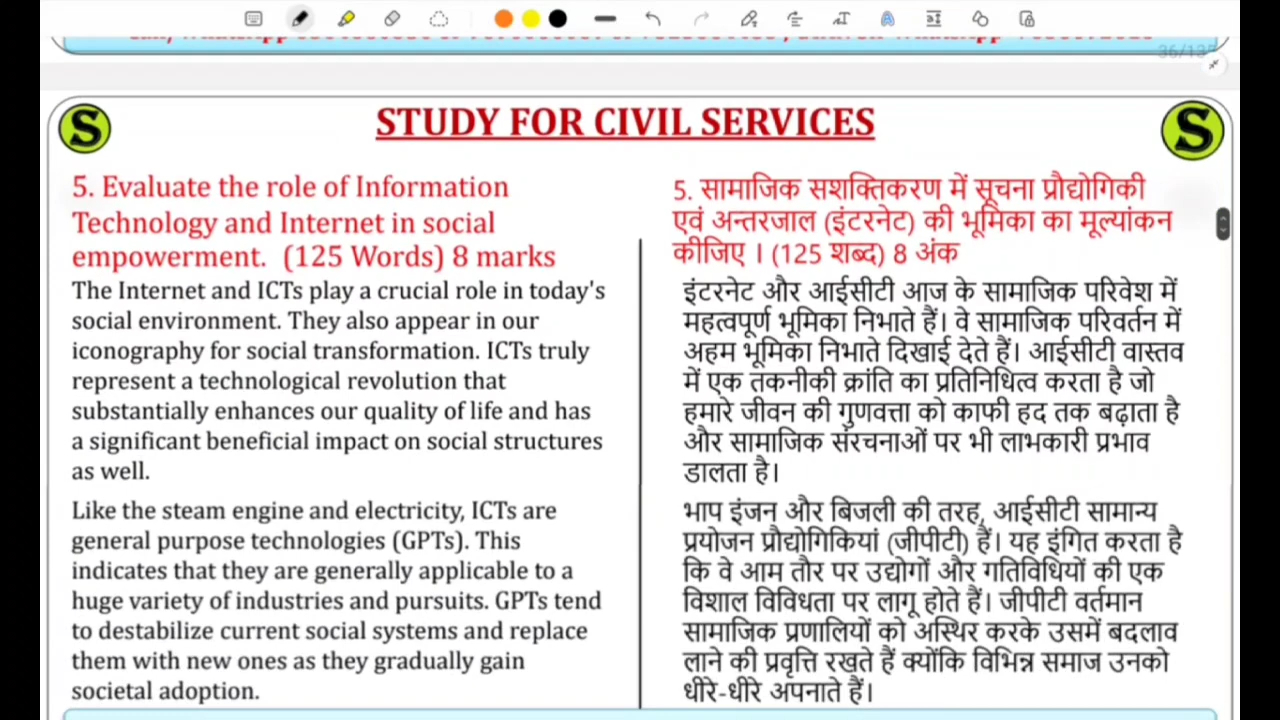 36/137
S
STUDY FOR CIVIL SERVICES
S
5. Evaluate the role of Information
Technology and Internet in social
empowerment. (125 Words) 8 marks
The Internet and ICTs play a crucial role in today's
social environment. They also appear in our
iconography for social transformation. ICTs truly
represent a technological revolution that
substantially enhances our quality of life and has
a significant beneficial impact on social structures
as well.
Like the steam engine and electricity, ICTs are
general purpose technologies (GPTs). This
indicates that they are generally applicable to a
huge variety of industries and pursuits. GPTs tend
to destabilize current social systems and replace
them with new ones as they gradually gain
societal adoption.
5. सामाजिक सशक्तिकरण में सूचना प्रौद्योगिकी
एवं अन्तरजाल (इंटरनेट) की भूमिका का मूल्यांकन
कीजिए । (125 शब्द) 8 अंक
इंटरनेट और आईसीटी आज के सामाजिक परिवेश में
महत्वपूर्ण भूमिका निभाते हैं। वे सामाजिक परिवर्तन में
अहम भूमिका निभाते दिखाई देते हैं। आईसीटी वास्तव
में एक तकनीकी क्रांति का प्रतिनिधित्व करता है जो
हमारे जीवन की गुणवत्ता को काफी हद तक बढ़ाता है
और सामाजिक संरचनाओं पर भी लाभकारी प्रभाव
डालता है।
भाप इंजन और बिजली की तरह, आईसीटी सामान्य
प्रयोजन प्रौद्योगिकियां (जीपीटी) हैं। यह इंगित करता है
कि वे आम तौर पर उद्योगों और गतिविधियों की एक
विशाल विविधता पर लागू होते हैं। जीपीटी वर्तमान
सामाजिक प्रणालियों को अस्थिर करके उसमें बदलाव
लाने की प्रवृत्ति रखते हैं क्योंकि विभिन्न समाज उनको
धीरे-धीरे अपनाते हैं।